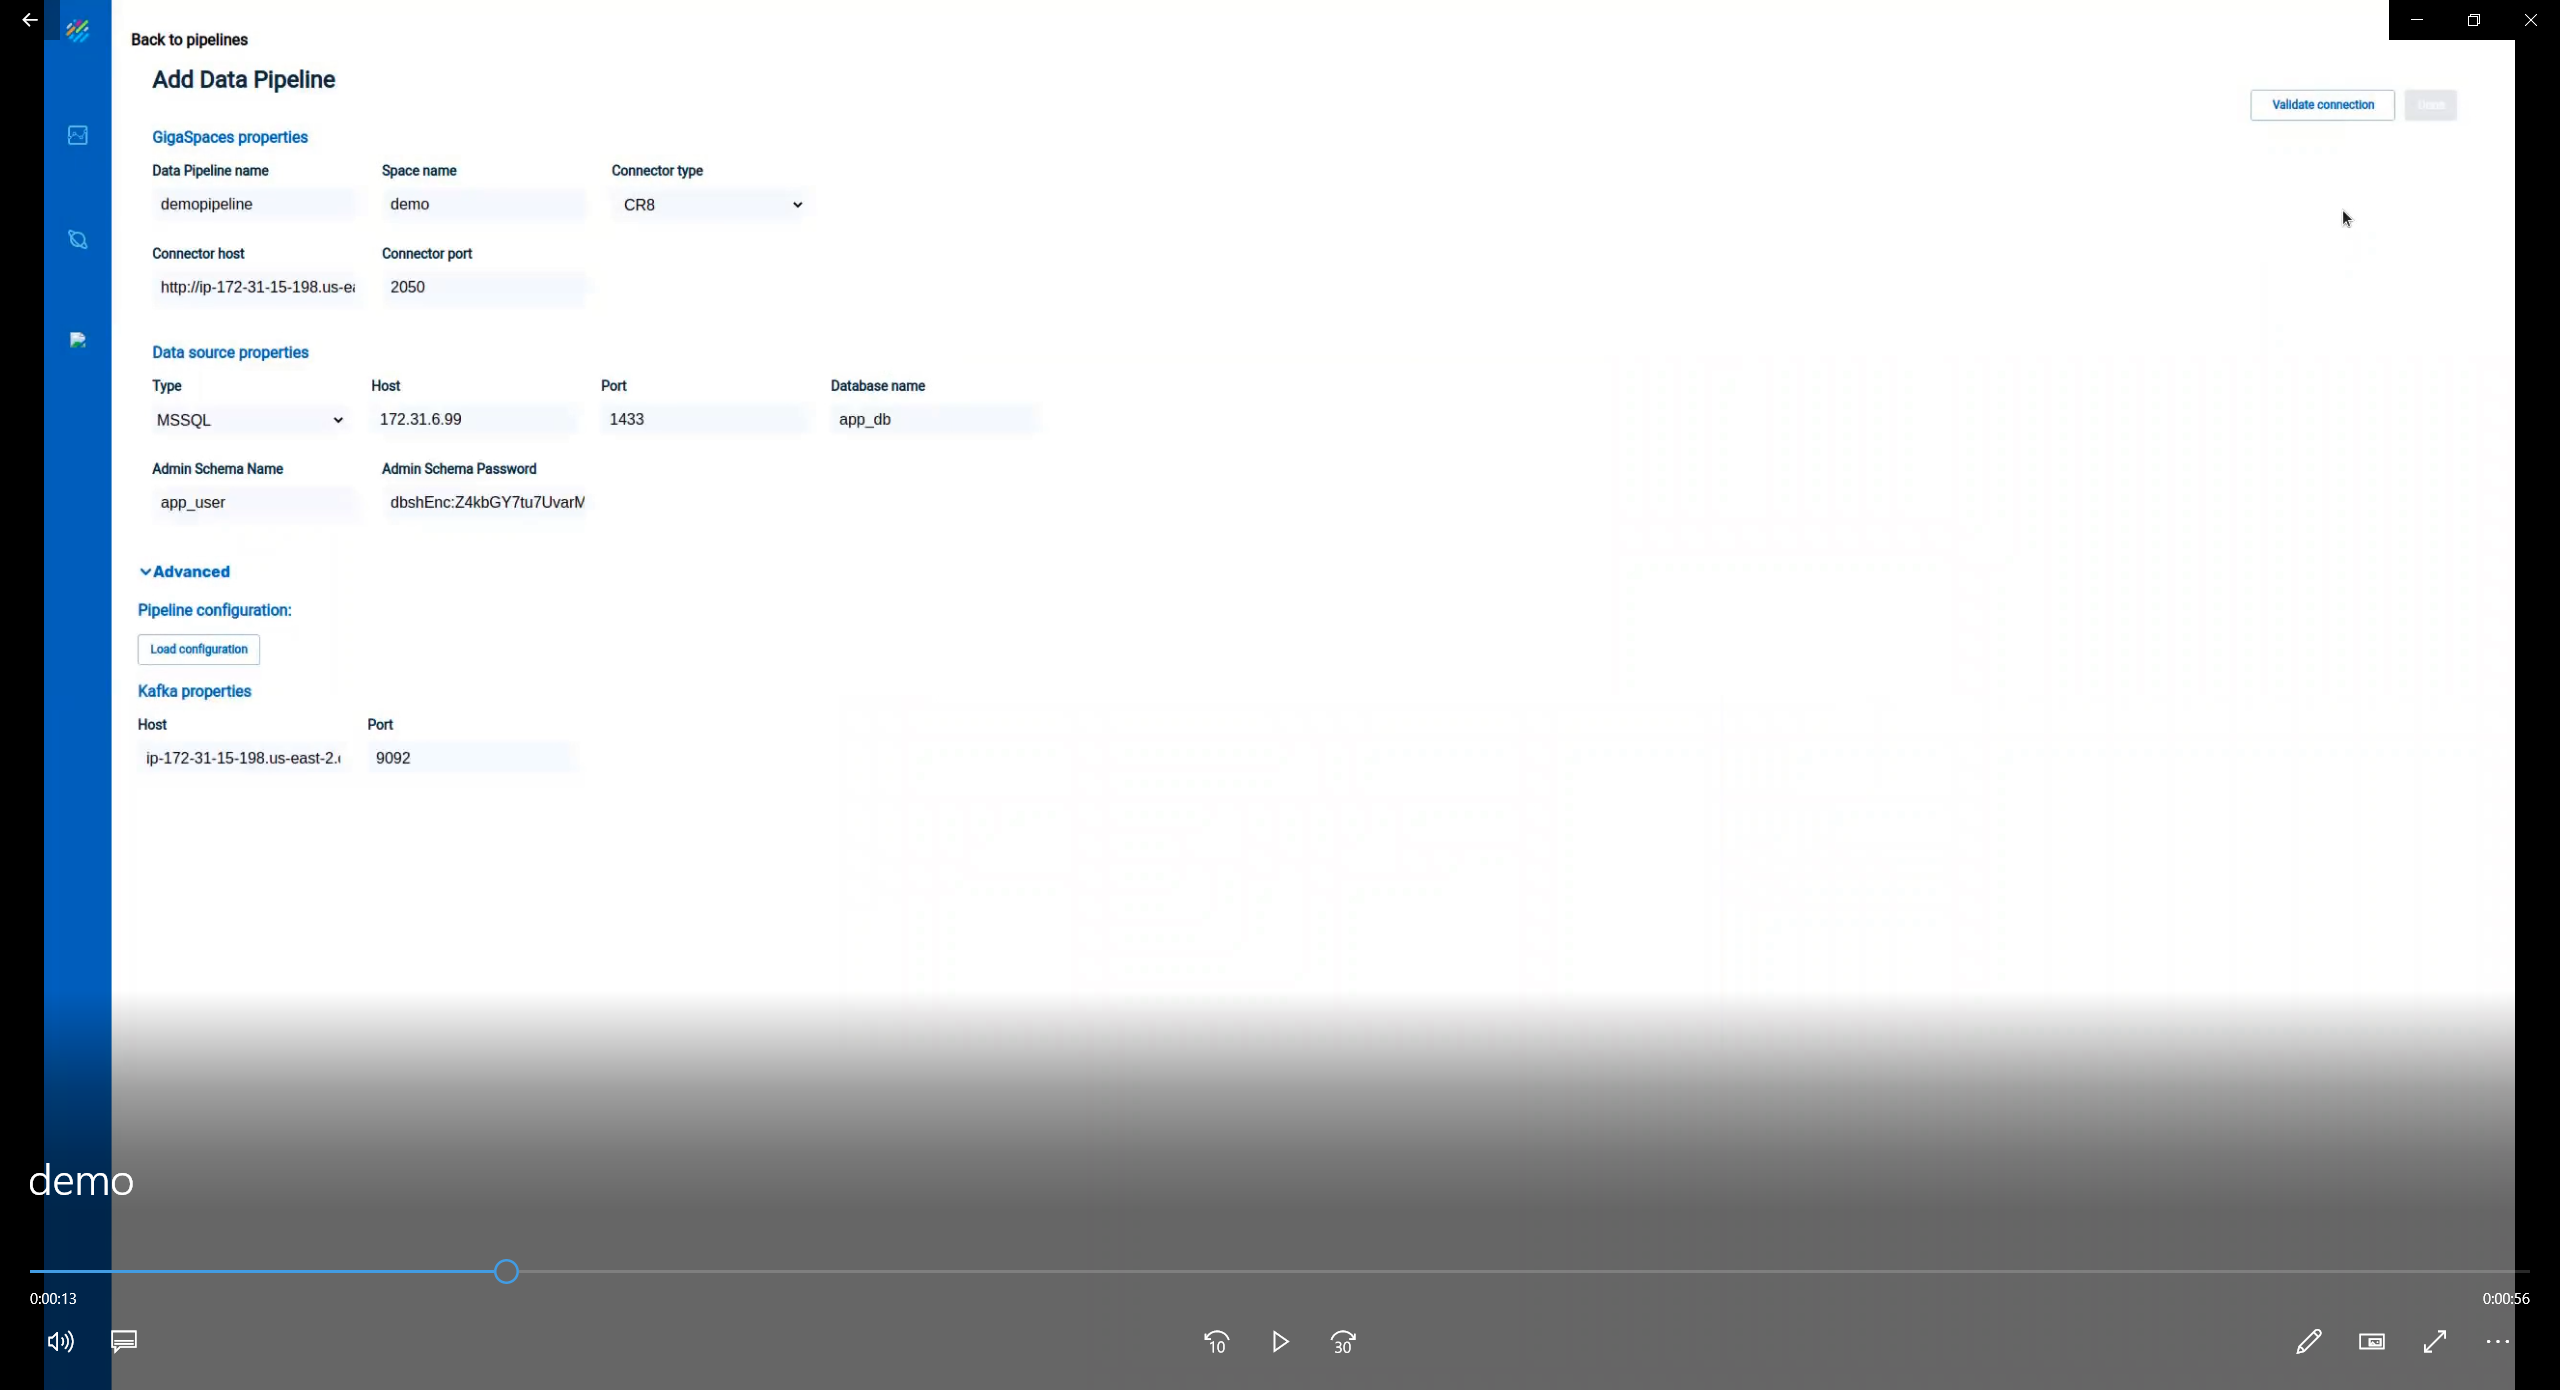 Back to pipelines
Add Data Pipeline
Validate connection
GigaSpaces properties
Data Pipeline name Space name Connector type
demopipeline demo CR8
Connector host Connector port
http://ip-172-31-15-198.us-ea 2050
Data source properties
Type Host Port Database name
MSSQL 172.31.6.99 1433 app_db
Admin Schema Name Admin Schema Password
app_user dbshEnc:Z4kbGY7tu7UvarM
Advanced
Pipeline configuration:
Load configuration
Kafka properties
Host Port
ip-172-31-15-198.us-east-2. 9092
demo
0:00:13 0:00:56
10 30